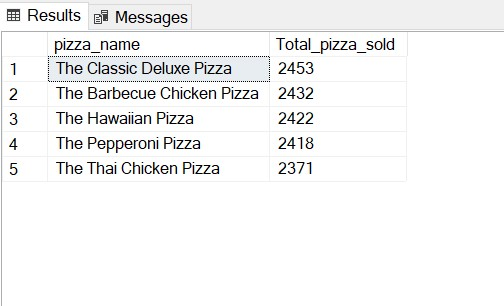 Results Messages
pizza_name Total_pizza_sold
1 The Classic Deluxe Pizza 2453
2 The Barbecue Chicken Pizza 2432
3 The Hawaiian Pizza 2422
4 The Pepperoni Pizza 2418
5 The Thai Chicken Pizza 2371